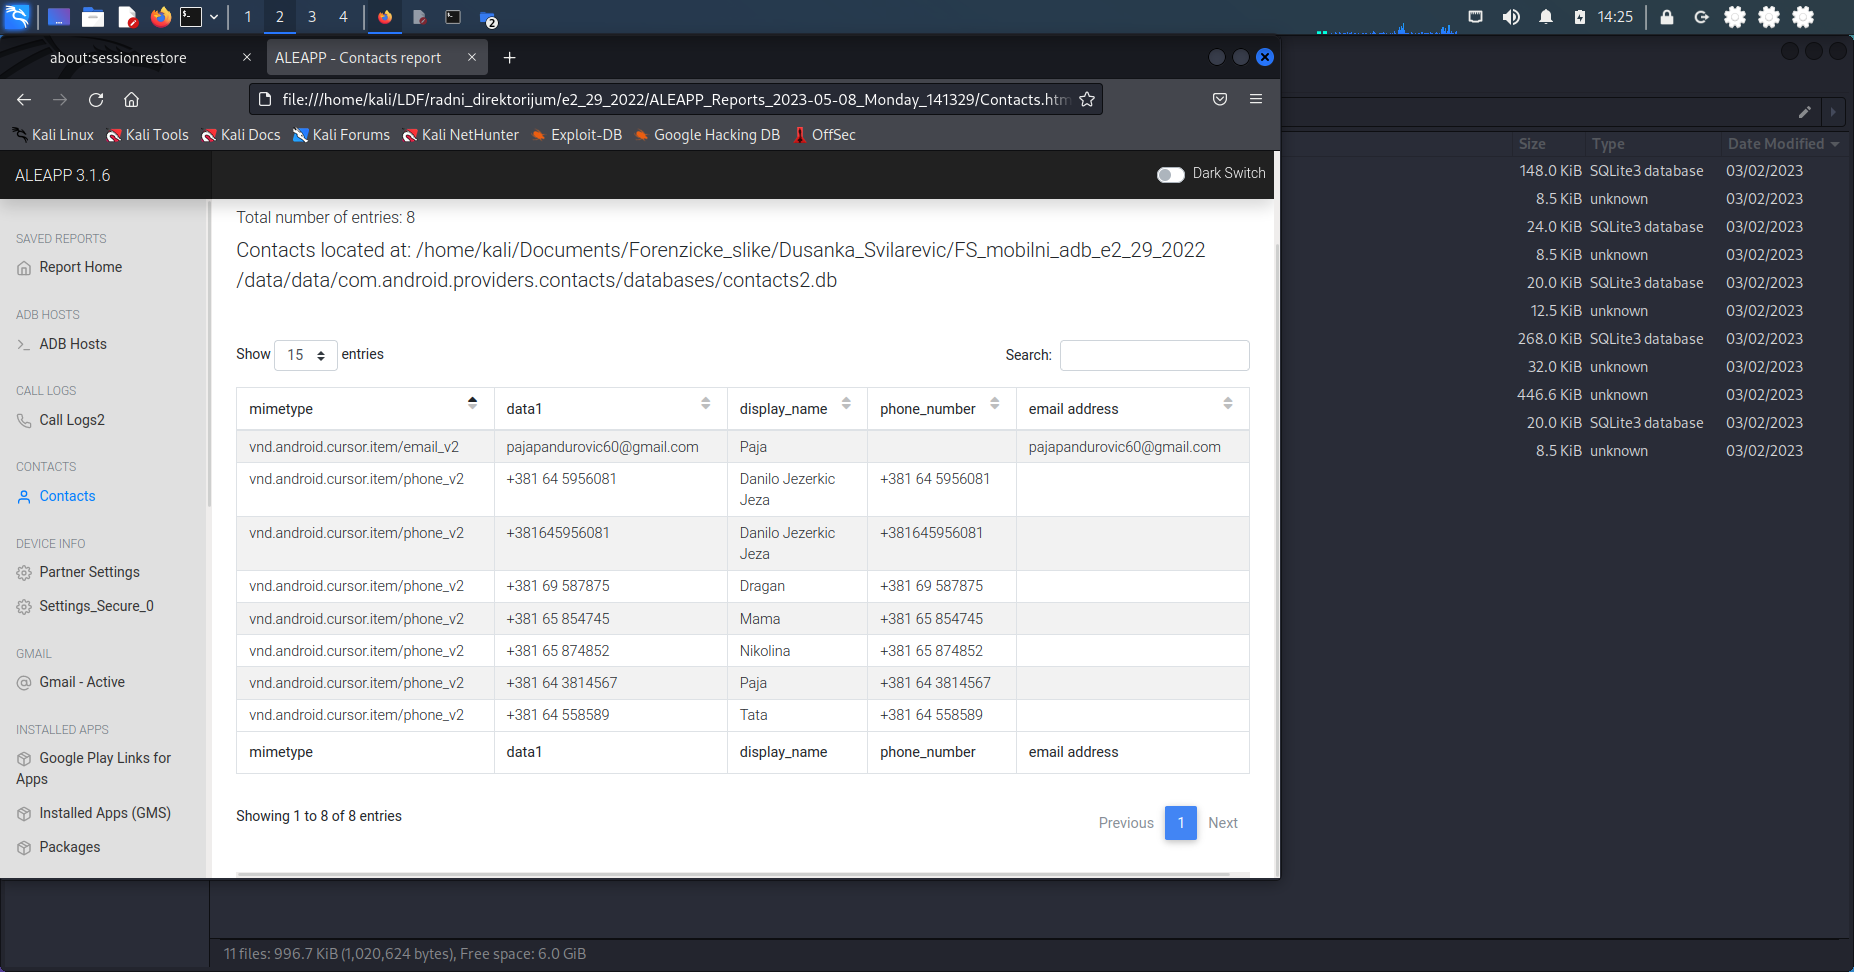 1 2 3 4
2
14:25
about:sessionrestore
ALEAPP - Contacts report
file:///home/kali/LDF/radni_direktorijum/e2_29_2022/ALEAPP_Reports_2023-05-08_Monday_141329/Contacts.htm
Kali Linux Kali Tools Kali Docs Kali Forums Kali NetHunter Exploit-DB Google Hacking DB OffSec
ALEAPP 3.1.6
Dark Switch
SAVED REPORTS
Report Home
ADB HOSTS
ADB Hosts
CALL LOGS
Call Logs2
CONTACTS
Contacts
DEVICE INFO
Partner Settings
Settings_Secure_0
GMAIL
Gmail - Active
INSTALLED APPS
Google Play Links for
Apps
Installed Apps (GMS)
Packages
Total number of entries: 8
Contacts located at: /home/kali/Documents/Forenzicke_slike/Dusanka_Svilarevic/FS_mobilni_adb_e2_29_2022
/data/data/com.android.providers.contacts/databases/contacts2.db
Show 15 entries
Search:
mimetype data1 display_name phone_number email address
vnd.android.cursor.item/email_v2 pajapandurovic60@gmail.com Paja pajapandurovic60@gmail.com
vnd.android.cursor.item/phone_v2 +381 64 5956081 Danilo Jezerkic +381 64 5956081
Jeza
vnd.android.cursor.item/phone_v2 +381645956081 Danilo Jezerkic +381645956081
Jeza
vnd.android.cursor.item/phone_v2 +381 69 587875 Dragan +381 69 587875
vnd.android.cursor.item/phone_v2 +381 65 854745 Mama +381 65 854745
vnd.android.cursor.item/phone_v2 +381 65 874852 Nikolina +381 65 874852
vnd.android.cursor.item/phone_v2 +381 64 3814567 Paja +381 64 3814567
vnd.android.cursor.item/phone_v2 +381 64 558589 Tata +381 64 558589
mimetype data1 display_name phone_number email address
Showing 1 to 8 of 8 entries
Previous 1 Next
Size Type Date Modified
148.0 KiB SQLite3 database 03/02/2023
8.5 KiB unknown 03/02/2023
24.0 KiB SQLite3 database 03/02/2023
8.5 KiB unknown 03/02/2023
20.0 KiB SQLite3 database 03/02/2023
12.5 KiB unknown 03/02/2023
268.0 KiB SQLite3 database 03/02/2023
32.0 KiB unknown 03/02/2023
446.6 KiB unknown 03/02/2023
20.0 KiB SQLite3 database 03/02/2023
8.5 KiB unknown 03/02/2023
11 files: 996.7 KiB (1,020,624 bytes), Free space: 6.0 GiB